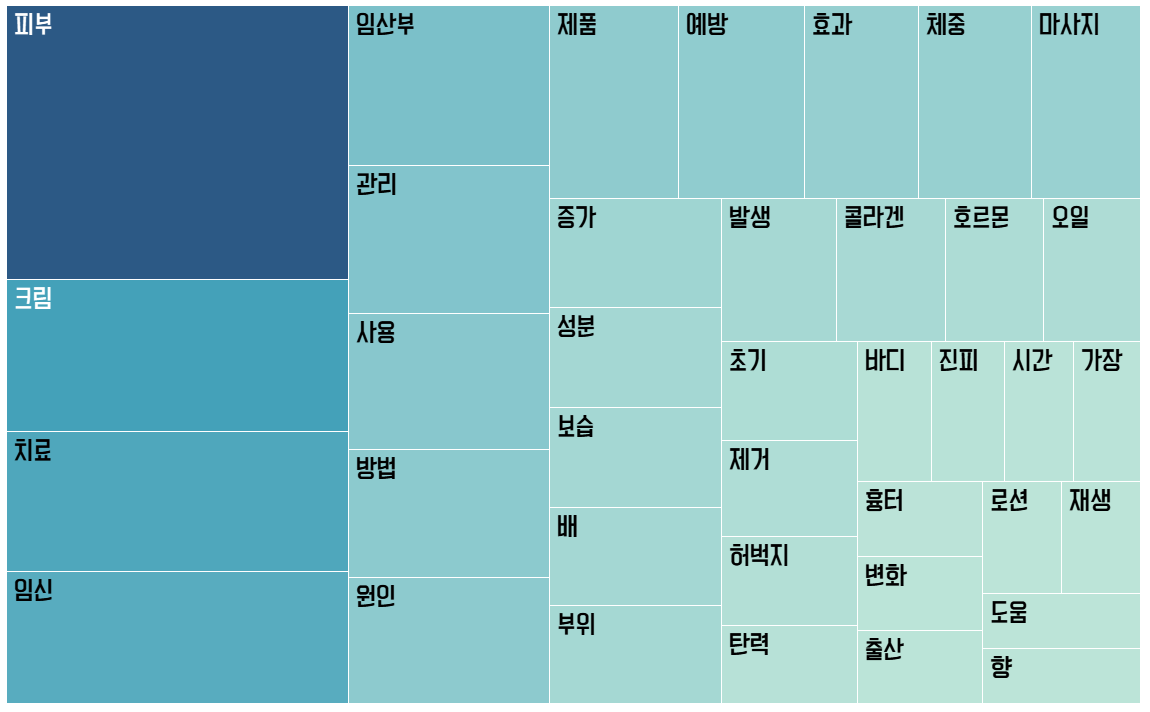 피부
크림
치료
임신
임산부
관리
사용
방법
원인
제품
예방
효과
체중
마사지
증가
성분
보습
배
부위
발생
콜라겐
호르몬
오일
초기
제거
허벅지
탄력
바디
진피
시간
가장
흉터
변화
출산
로션
재생
도움
향